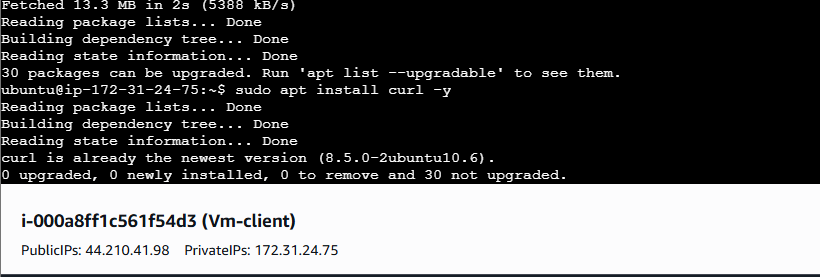 Fetched 13.3 MB in 2s (5388 kB/s)
Reading package lists... Done
Building dependency tree... Done
Reading state information... Done
30 packages can be upgraded. Run 'apt list --upgradable' to see them.
ubuntu@ip-172-31-24-75:~$ sudo apt install curl -y
Reading package lists... Done
Building dependency tree... Done
Reading state information... Done
curl is already the newest version (8.5.0-2ubuntu10.6).
0 upgraded, 0 newly installed, 0 to remove and 30 not upgraded.
i-000a8ff1c561f54d3 (Vm-client)
PublicIPs: 44.210.41.98 PrivateIPs: 172.31.24.75